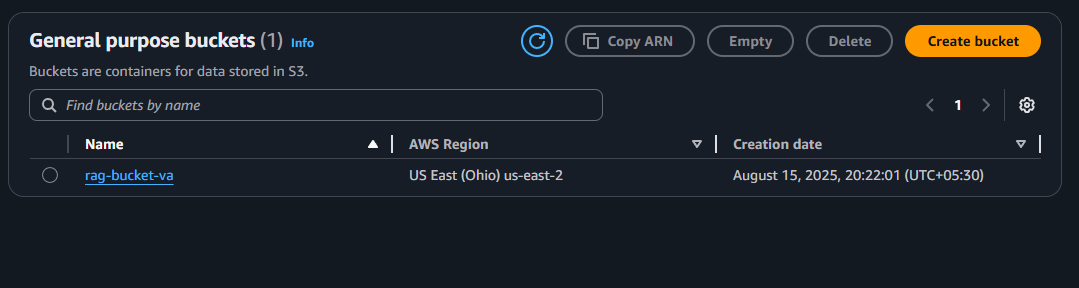 General purpose buckets (1) Info
Copy ARN
Empty
Delete
Create bucket
Buckets are containers for data stored in S3.
Find buckets by name
1
Name AWS Region Creation date
rag-bucket-va US East (Ohio) us-east-2 August 15, 2025, 20:22:01 (UTC+05:30)